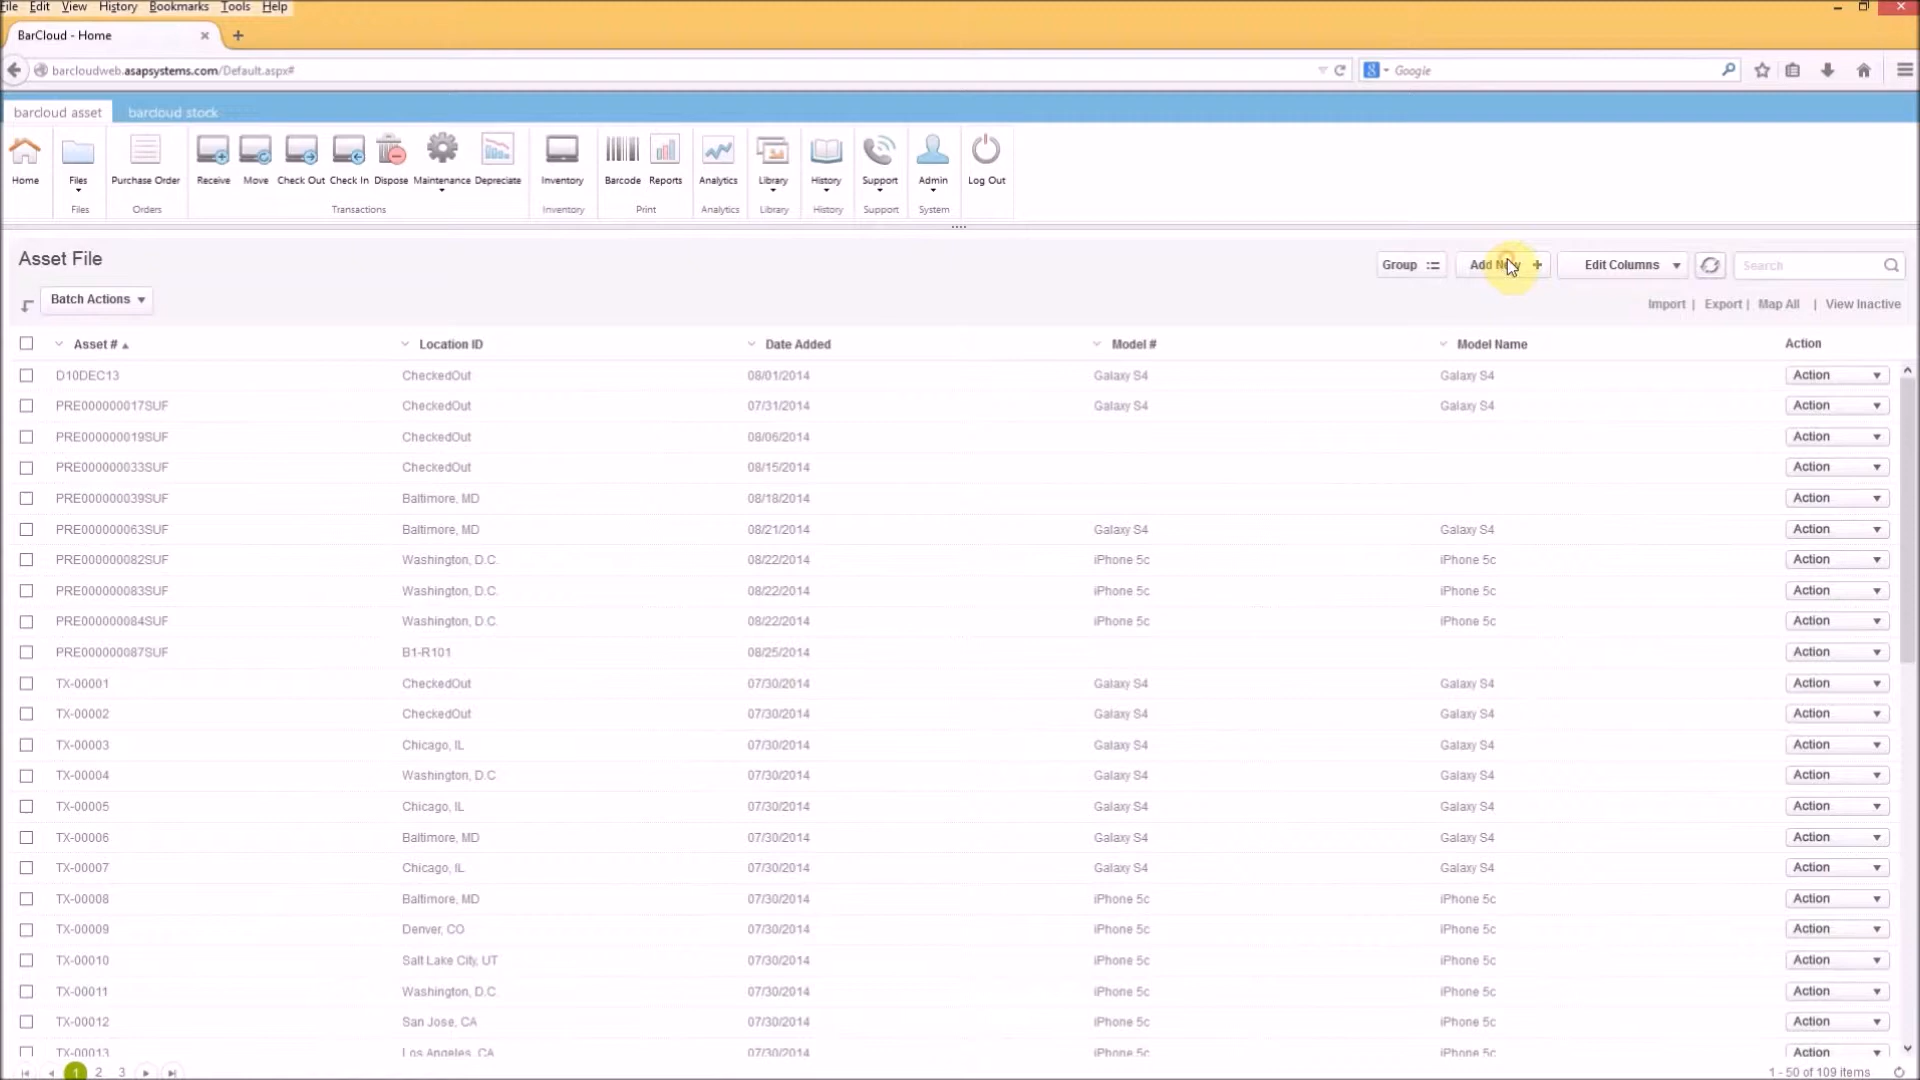 File Edit View History Bookmarks Tools Help
BarCloud - Home
barcloudweb.asapsystems.com/Default.aspx#
Google
barcloud asset barcloud stock
Home Files Purchase Order Receive Move Check Out Check In Dispose Maintenance Depreciate Inventory Barcode Reports Analytics Library History Support Admin Log Out
Files Orders Transactions Inventory Print Analytics Library History Support System
Asset File
Group Add New + Edit Columns Search
Batch Actions
Import | Export | Map All | View Inactive
Asset # Location ID Date Added Model # Model Name Action
D10DEC13 CheckedOut 08/01/2014 Galaxy S4 Galaxy S4 Action
PRE000000017SUF CheckedOut 07/31/2014 Galaxy S4 Galaxy S4 Action
PRE000000019SUF CheckedOut 08/06/2014 Action
PRE000000033SUF CheckedOut 08/15/2014 Action
PRE000000039SUF Baltimore, MD 08/18/2014 Action
PRE000000063SUF Baltimore, MD 08/21/2014 Galaxy S4 Galaxy S4 Action
PRE000000082SUF Washington, D.C. 08/22/2014 iPhone 5c iPhone 5c Action
PRE000000083SUF Washington, D.C. 08/22/2014 iPhone 5c iPhone 5c Action
PRE000000084SUF Washington, D.C. 08/22/2014 iPhone 5c iPhone 5c Action
PRE000000087SUF B1-R101 08/25/2014 Action
TX-00001 CheckedOut 07/30/2014 Galaxy S4 Galaxy S4 Action
TX-00002 CheckedOut 07/30/2014 Galaxy S4 Galaxy S4 Action
TX-00003 Chicago, IL 07/30/2014 Galaxy S4 Galaxy S4 Action
TX-00004 Washington, D.C 07/30/2014 Galaxy S4 Galaxy S4 Action
TX-00005 Chicago, IL 07/30/2014 Galaxy S4 Galaxy S4 Action
TX-00006 Baltimore, MD 07/30/2014 Galaxy S4 Galaxy S4 Action
TX-00007 Chicago, IL 07/30/2014 Galaxy S4 Galaxy S4 Action
TX-00008 Baltimore, MD 07/30/2014 iPhone 5c iPhone 5c Action
TX-00009 Denver, CO 07/30/2014 iPhone 5c iPhone 5c Action
TX-00010 Salt Lake City, UT 07/30/2014 iPhone 5c iPhone 5c Action
TX-00011 Washington, D.C. 07/30/2014 iPhone 5c iPhone 5c Action
TX-00012 San Jose, CA 07/30/2014 iPhone 5c iPhone 5c Action
TX-00013 Los Angeles, CA 07/30/2014 iPhone 5c iPhone 5c Action
1 2 3 1 - 50 of 109 items